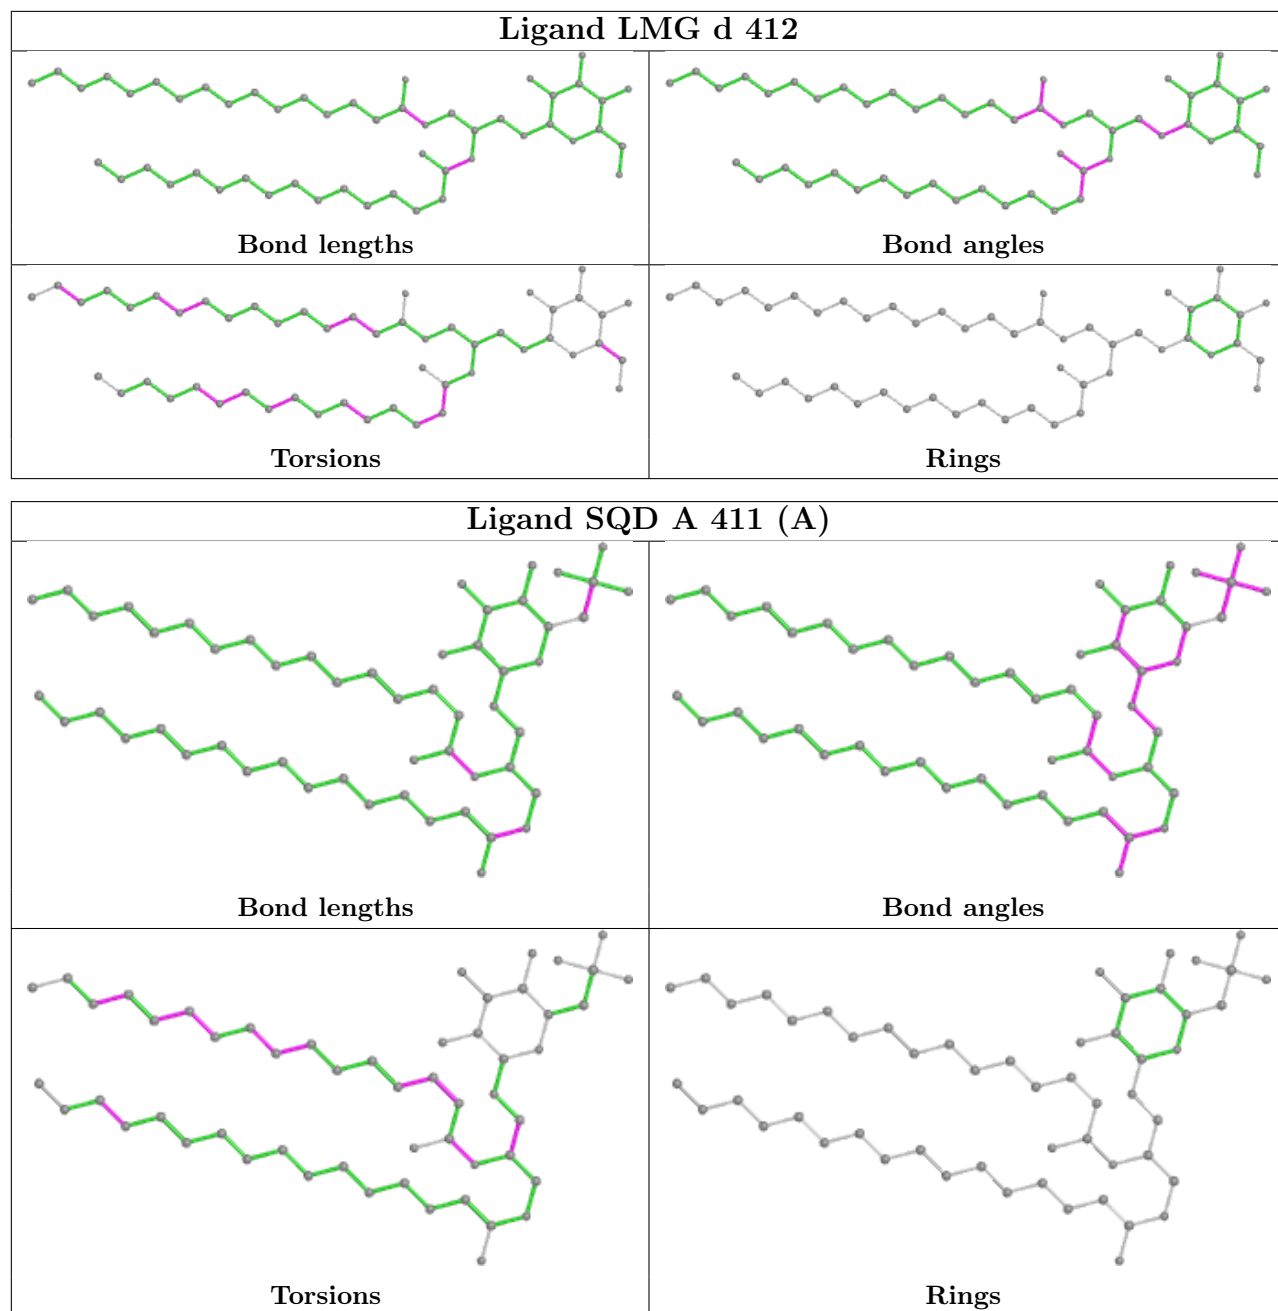 Ligand LMG d 412
Bond lengths
Bond angles
Torsions
Rings
Ligand SQD A 411 (A)
Bond lengths
Bond angles
Torsions
Rings